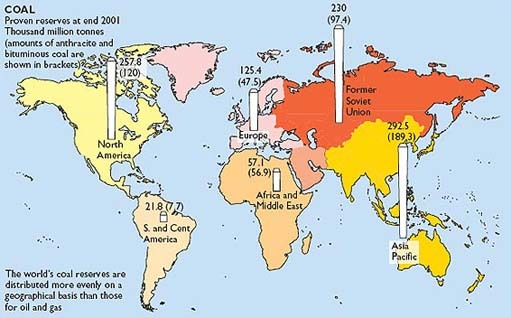 COAL
Proven reserves at end 2001
Thousand million tonnes
(amounts of anthracite and
bituminous coal are
shown in brackets)
257.8
(120)
North
America
125.4
(47.5)
Europe
230
(97.4)
Former
Soviet
Union
292.5
(189.3)
Asia
Pacific
57.1
(56.9)
Africa and
Middle East
21.8 (7.7)
S. and Cent
America
The world's coal reserves are
distributed more evenly on a
geographical basis than those
for oil and gas